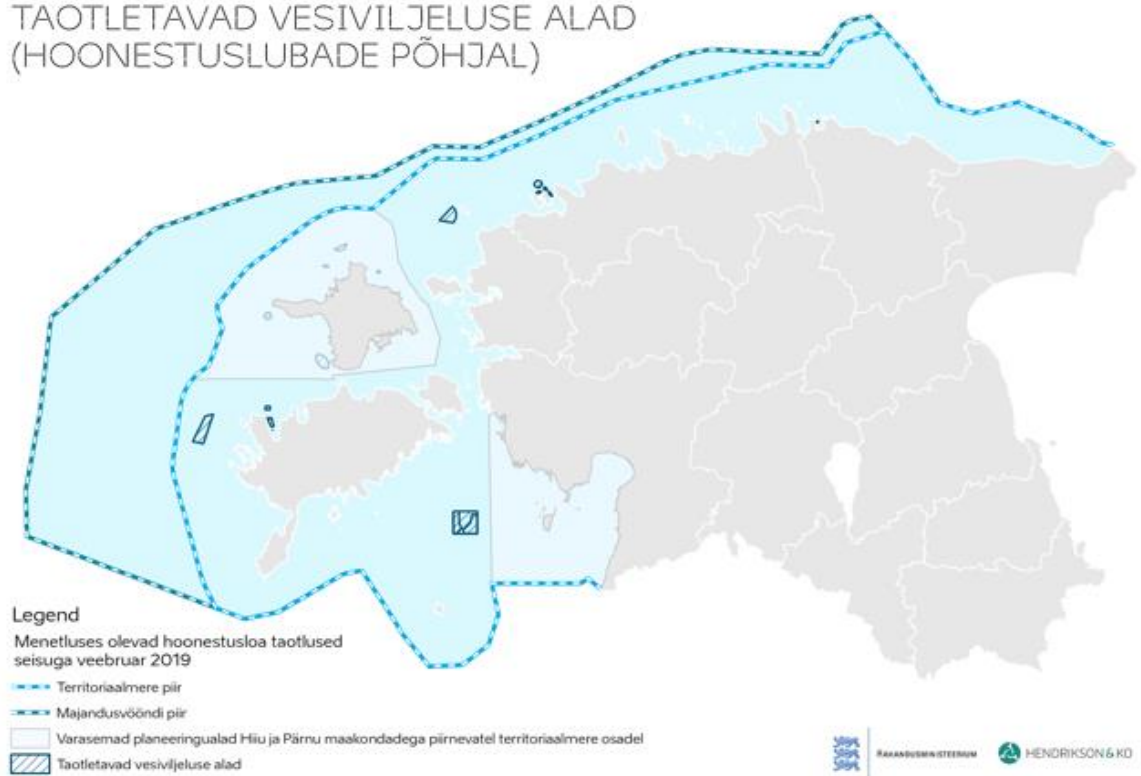 TAOTLETAVAD VESIVILJELUSE ALAD
(HOONESTUSLUBADE PÕHJAL)
Legend
Menetluses olevad hoonestusloa taotlused
seisuga veebruar 2019
Territoriaalmere piir
Majandusvööndi piir
Varasemad planeeringualad Hiiu ja Pärnu maakondadega piirnevatel territoriaalmere osadel
Taotletavad vesiviljeluse alad
RAHANDUSMINISTEERIUM
HENDRIKSON & KO